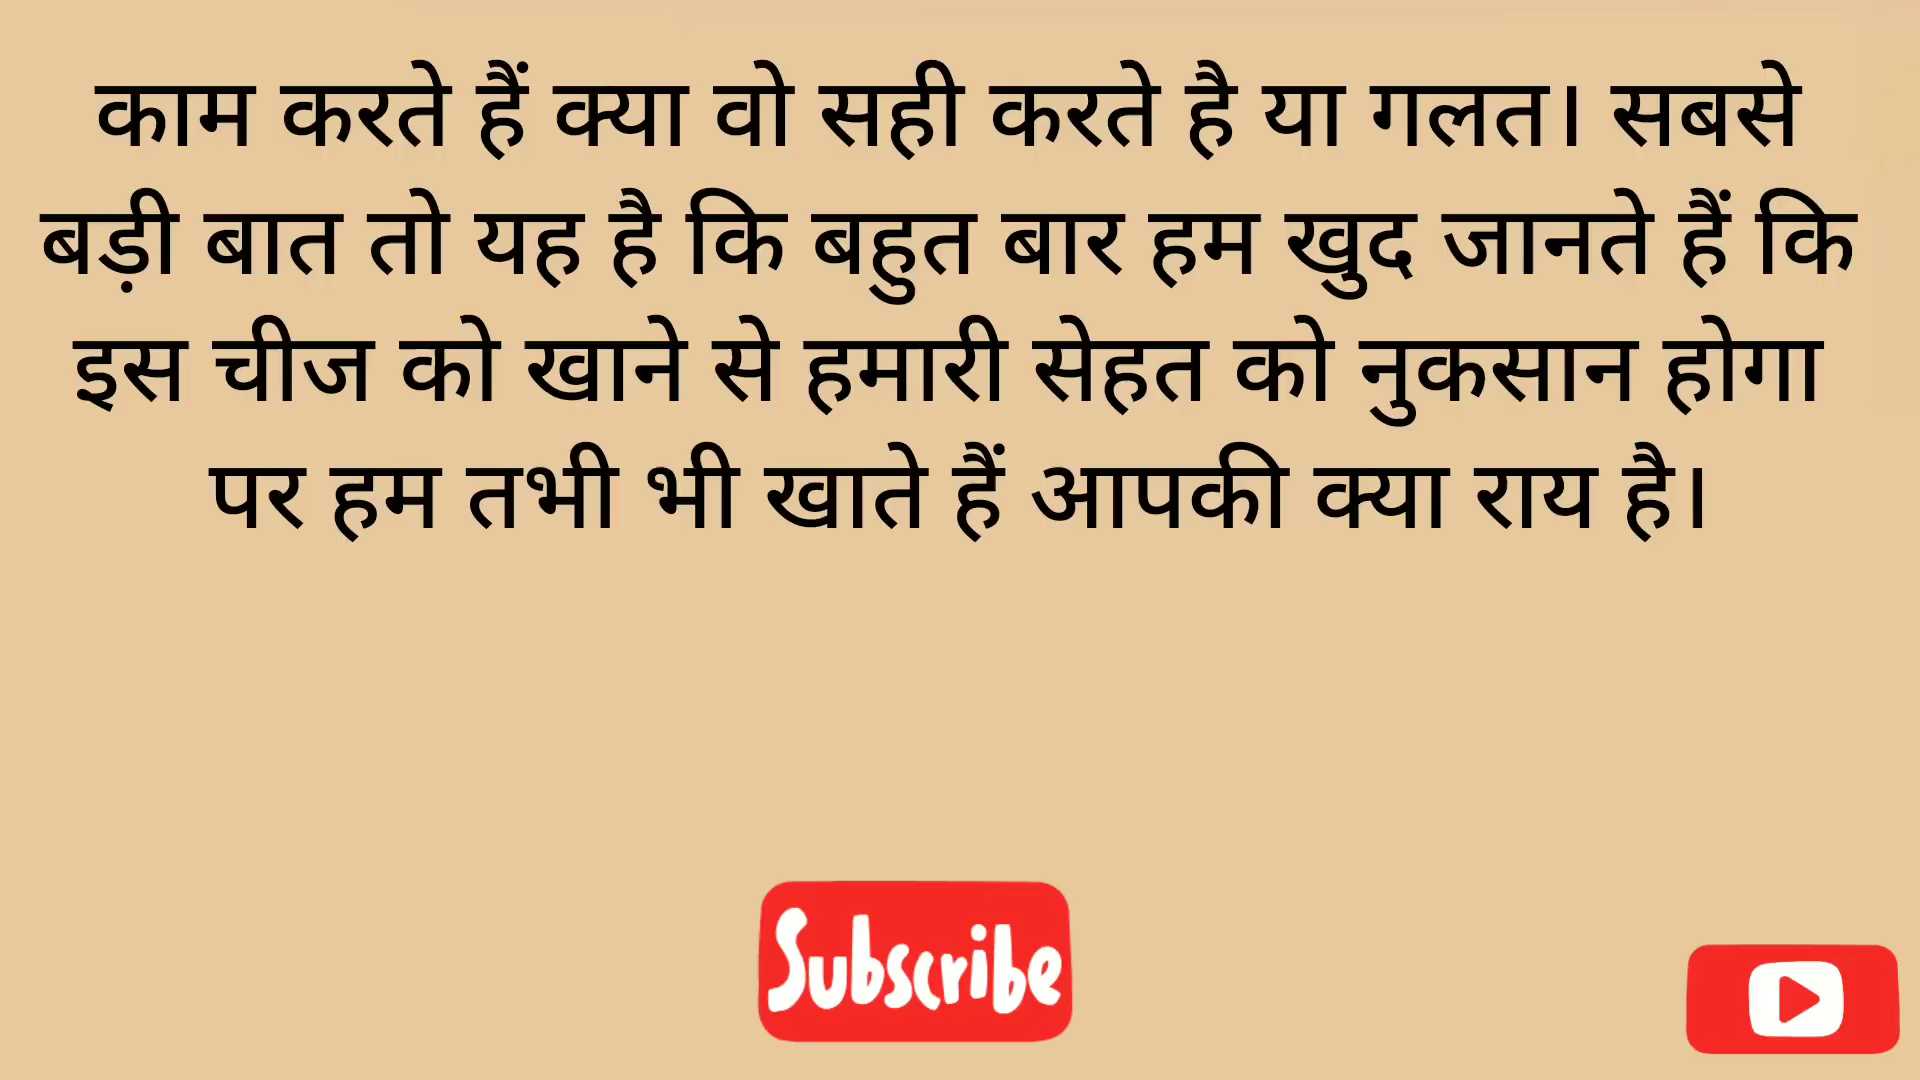 काम करते हैं क्या वो सही करते है या गलत। सबसे
बड़ी बात तो यह है कि बहुत बार हम खुद जानते हैं कि
इस चीज को खाने से हमारी सेहत को नुकसान होगा
पर हम तभी भी खाते हैं आपकी क्या राय है।
Subscribe